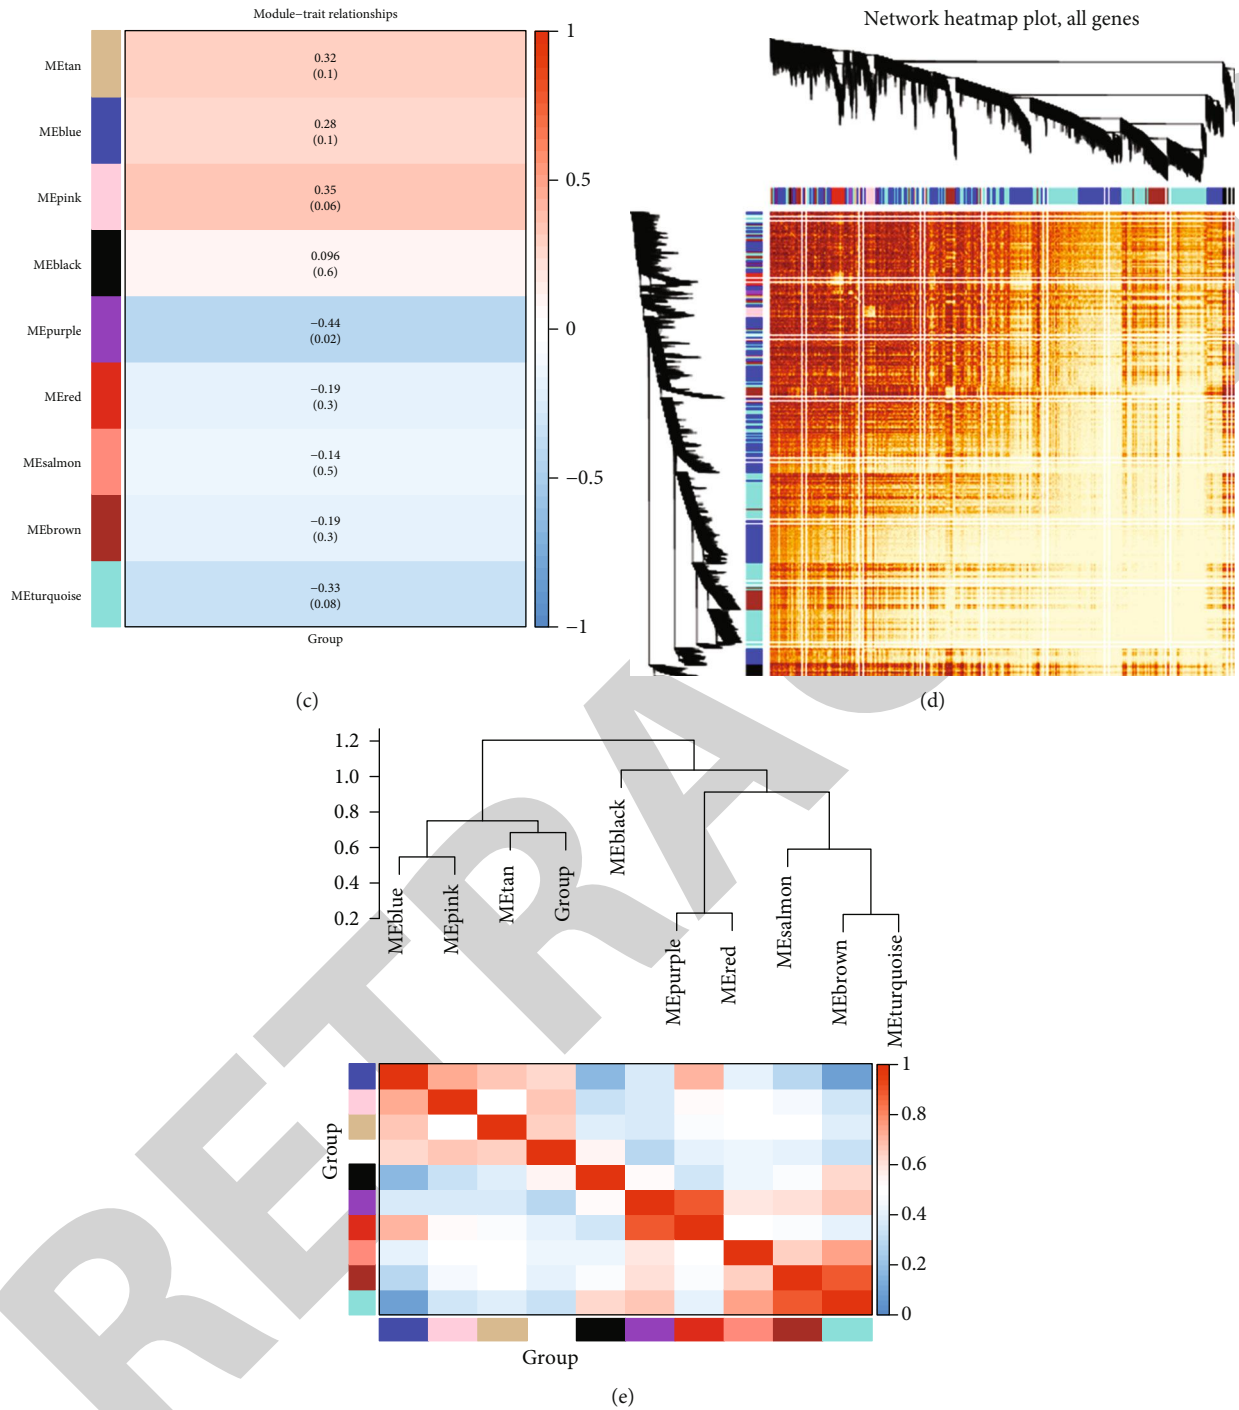 Module−trait relationships
MEtan
0.32
(0.1)
MEblue
0.28
(0.1)
MEpink
0.35
(0.06)
MEblack
0.096
(0.6)
MEpurple
−0.44
(0.02)
MEred
−0.19
(0.3)
MEsalmon
−0.14
(0.5)
MEbrown
−0.19
(0.3)
MEturquoise
−0.33
(0.08)
Group
1
0.5
0
−0.5
−1
(c)
Network heatmap plot, all genes
(d)
1.2
1.0
0.8
0.6
0.4
0.2
MEblue
MEpink
MEtan
Group
MEblack
MEpurple
MEred
MEsalmon
MEbrown
MEturquoise
Group
1
0.8
0.6
0.4
0.2
0
Group
(e)